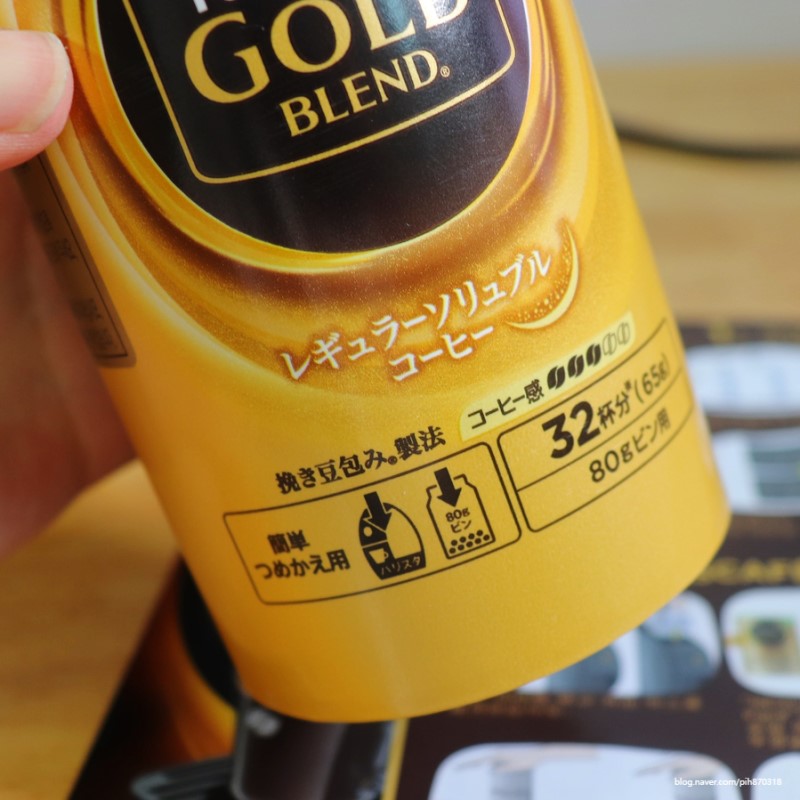 GOLD
BLEND®
レギュラーソリュブル
コーヒー
コーヒー感
挽き豆包み®製法
32杯分*(65g)
80gビン用
簡単
つめかえ用
バリスタ
80g
ビン
blog.naver.com/pih870318